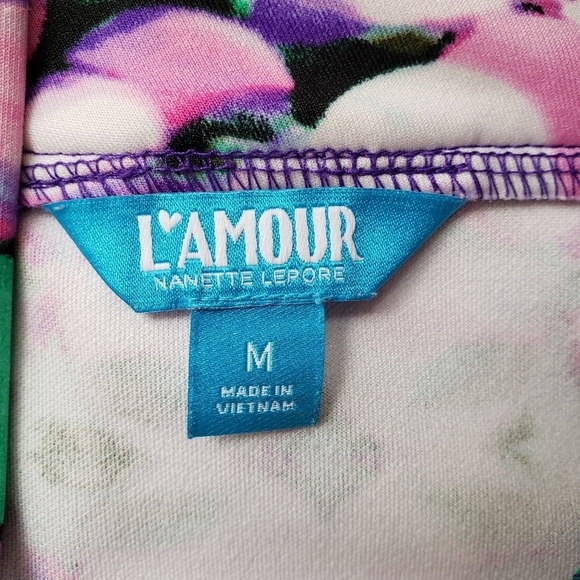 L'AMOUR
NANETTE LEPORE
M
MADE IN
VIETNAM